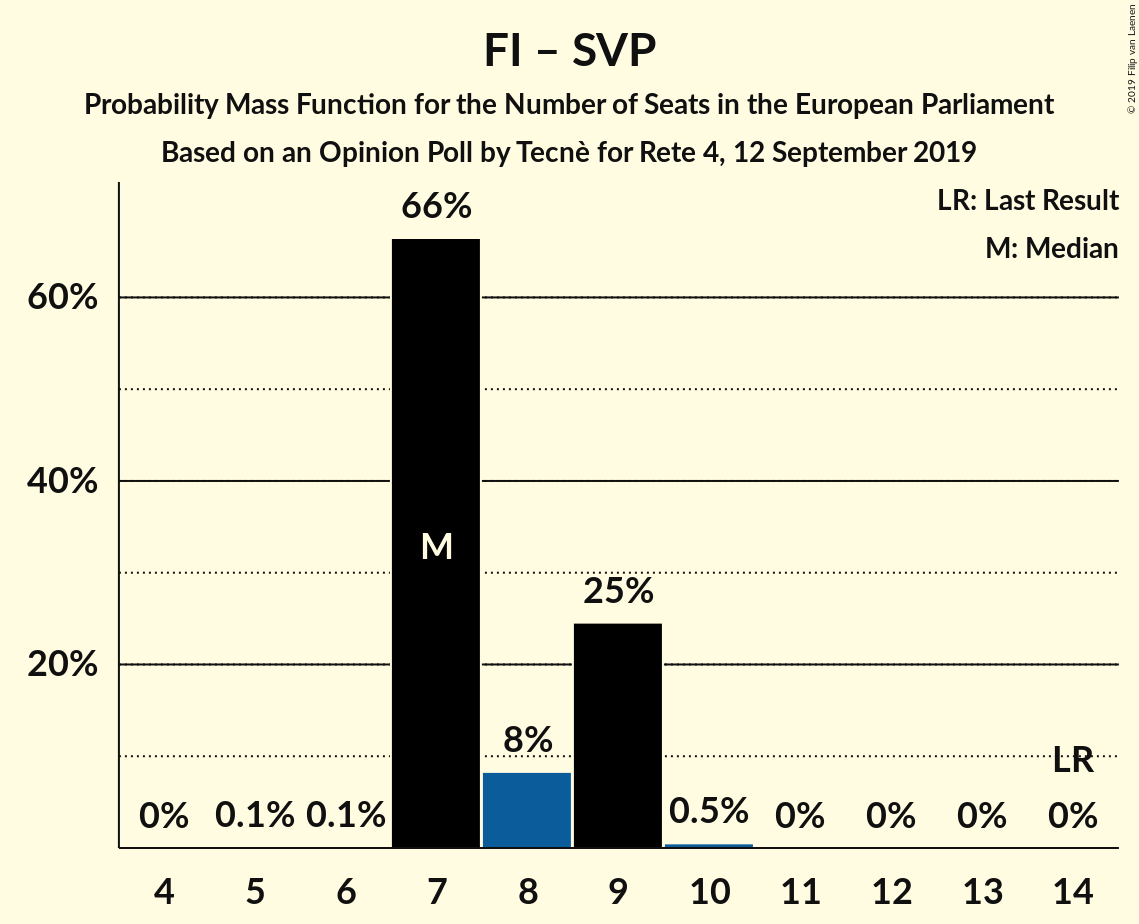 FI – SVP
Probability Mass Function for the Number of Seats in the European Parliament
Based on an Opinion Poll by Tecnè for Rete 4, 12 September 2019
© 2019 Filip van Laenen
LR: Last Result
M: Median
60%
40%
20%
0%
0.1%
0.1%
66%
M
8%
25%
0.5%
0%
0%
0%
LR
0%
4 5 6 7 8 9 10 11 12 13 14